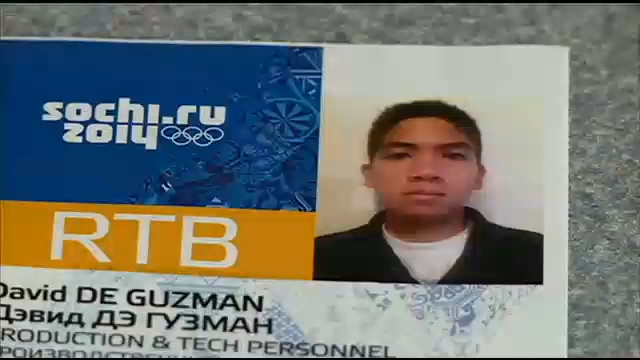 sochi.ru
2014
RTB
David DE GUZMAN
Дэвид ДЭ ГУЗМАН
RODUCTION & TECH PERSONNEL